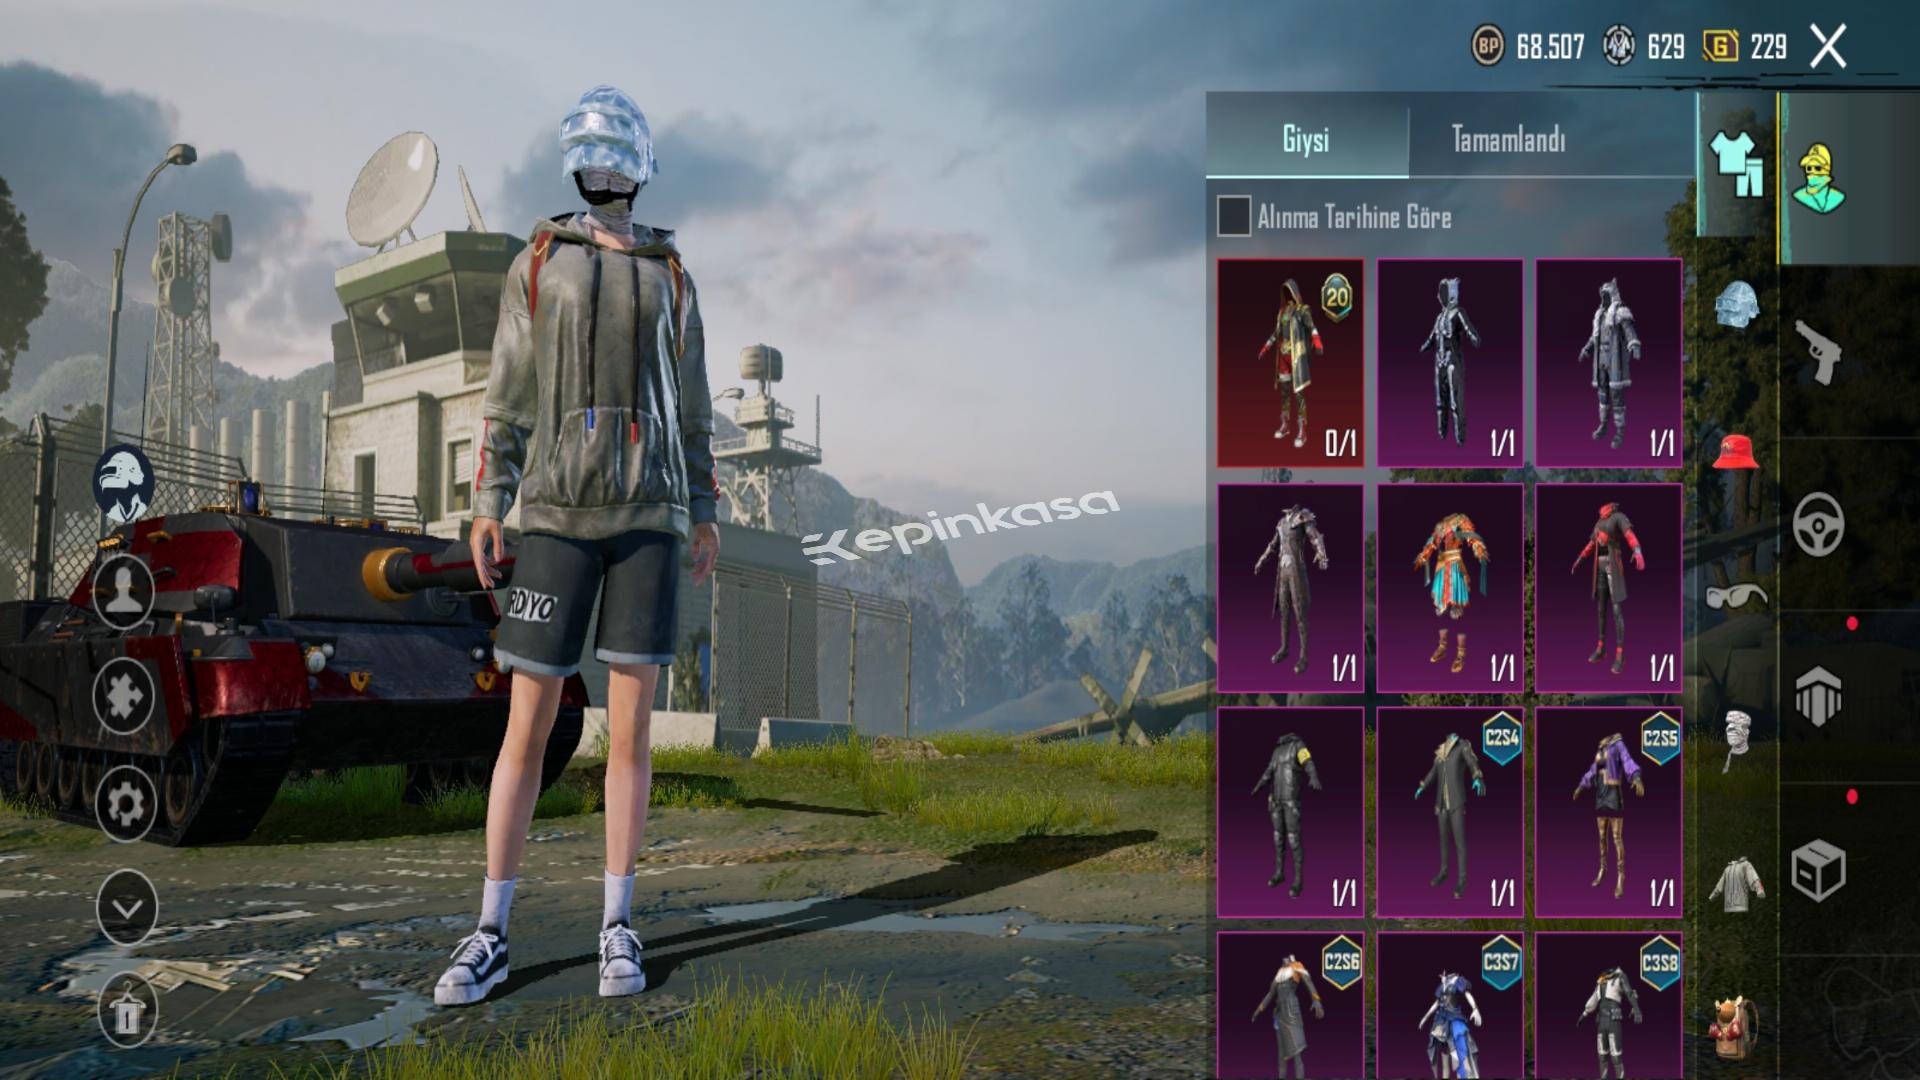 BP 68.507 629 G 229
Giysi Tamamlandı
Alınma Tarihine Göre
20
0/1 1/1 1/1
1/1 1/1 1/1
C2S4 C2S5
1/1 1/1 1/1
C2S6 C3S7 C3S8
Kepinkasa
RDIYO